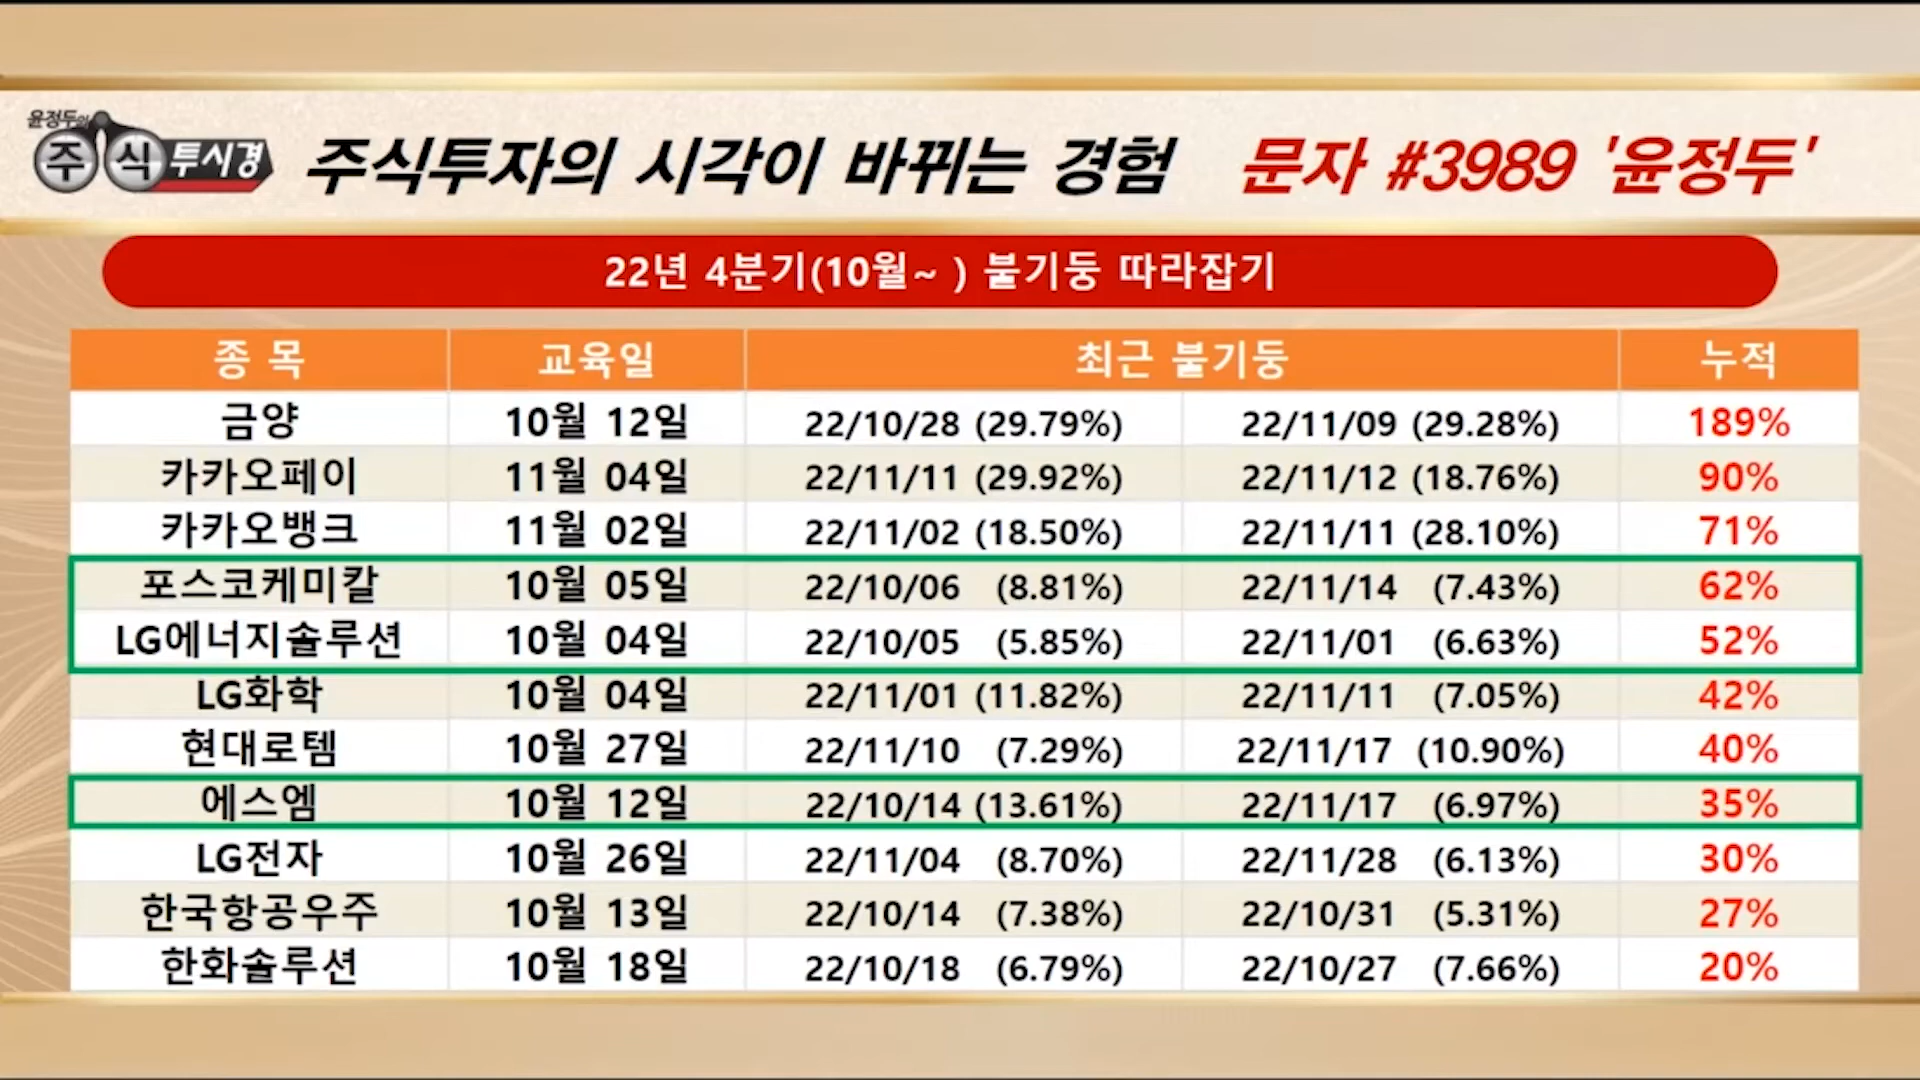 윤정두의
주식투시경
주식투자의 시각이 바뀌는 경험 문자 #3989 '윤정두'
22년 4분기(10월~ ) 불기둥 따라잡기
종 목 교육일 최근 불기둥 누적
금양 10월 12일 22/10/28 (29.79%) 22/11/09 (29.28%) 189%
카카오페이 11월 04일 22/11/11 (29.92%) 22/11/12 (18.76%) 90%
카카오뱅크 11월 02일 22/11/02 (18.50%) 22/11/11 (28.10%) 71%
포스코케미칼 10월 05일 22/10/06 (8.81%) 22/11/14 (7.43%) 62%
LG에너지솔루션 10월 04일 22/10/05 (5.85%) 22/11/01 (6.63%) 52%
LG화학 10월 04일 22/11/01 (11.82%) 22/11/11 (7.05%) 42%
현대로템 10월 27일 22/11/10 (7.29%) 22/11/17 (10.90%) 40%
에스엠 10월 12일 22/10/14 (13.61%) 22/11/17 (6.97%) 35%
LG전자 10월 26일 22/11/04 (8.70%) 22/11/28 (6.13%) 30%
한국항공우주 10월 13일 22/10/14 (7.38%) 22/10/31 (5.31%) 27%
한화솔루션 10월 18일 22/10/18 (6.79%) 22/10/27 (7.66%) 20%